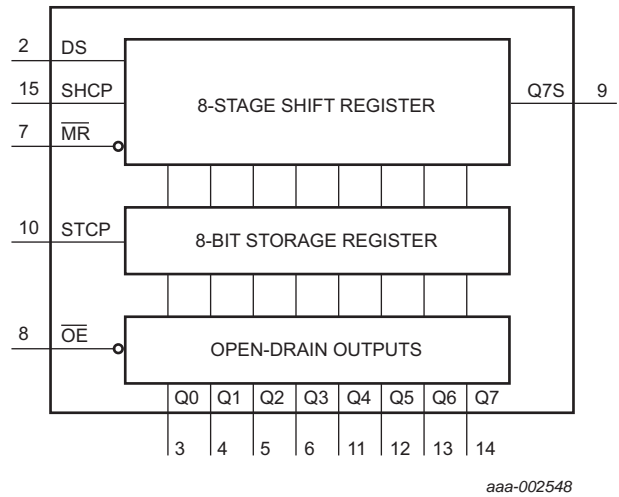 2 DS
15 SHCP
7 M̅R̅
8-STAGE SHIFT REGISTER
Q7S 9
10 STCP
8-BIT STORAGE REGISTER
8 O̅E̅
OPEN-DRAIN OUTPUTS
Q0 Q1 Q2 Q3 Q4 Q5 Q6 Q7
3 4 5 6 11 12 13 14
aaa-002548